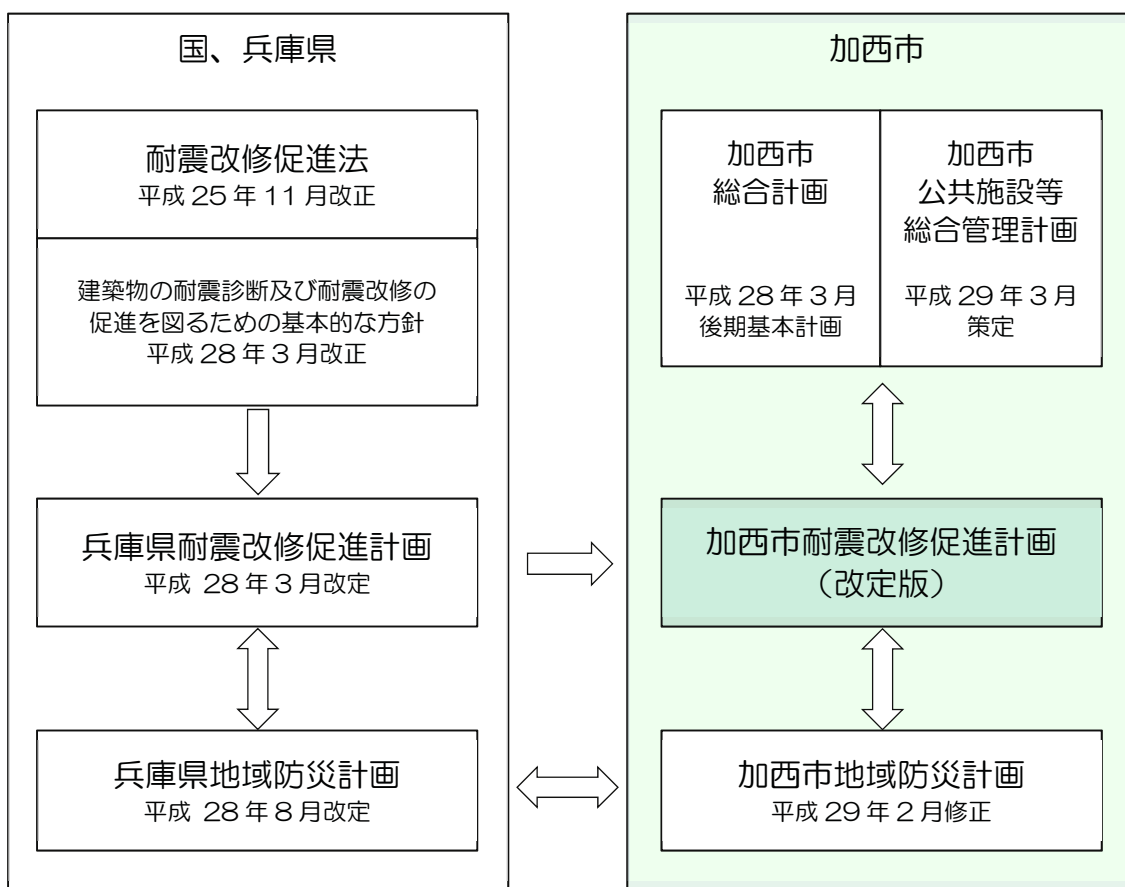 国、兵庫県
耐震改修促進法
平成 25 年 11 月改正
建築物の耐震診断及び耐震改修の
促進を図るための基本的な方針
平成 28 年 3 月改正
兵庫県耐震改修促進計画
平成 28 年 3 月改定
兵庫県地域防災計画
平成 28 年 8 月改定
加西市
加西市
総合計画
平成 28 年 3 月
後期基本計画
加西市
公共施設等
総合管理計画
平成 29 年 3 月
策定
加西市耐震改修促進計画
（改定版）
加西市地域防災計画
平成 29 年 2 月修正